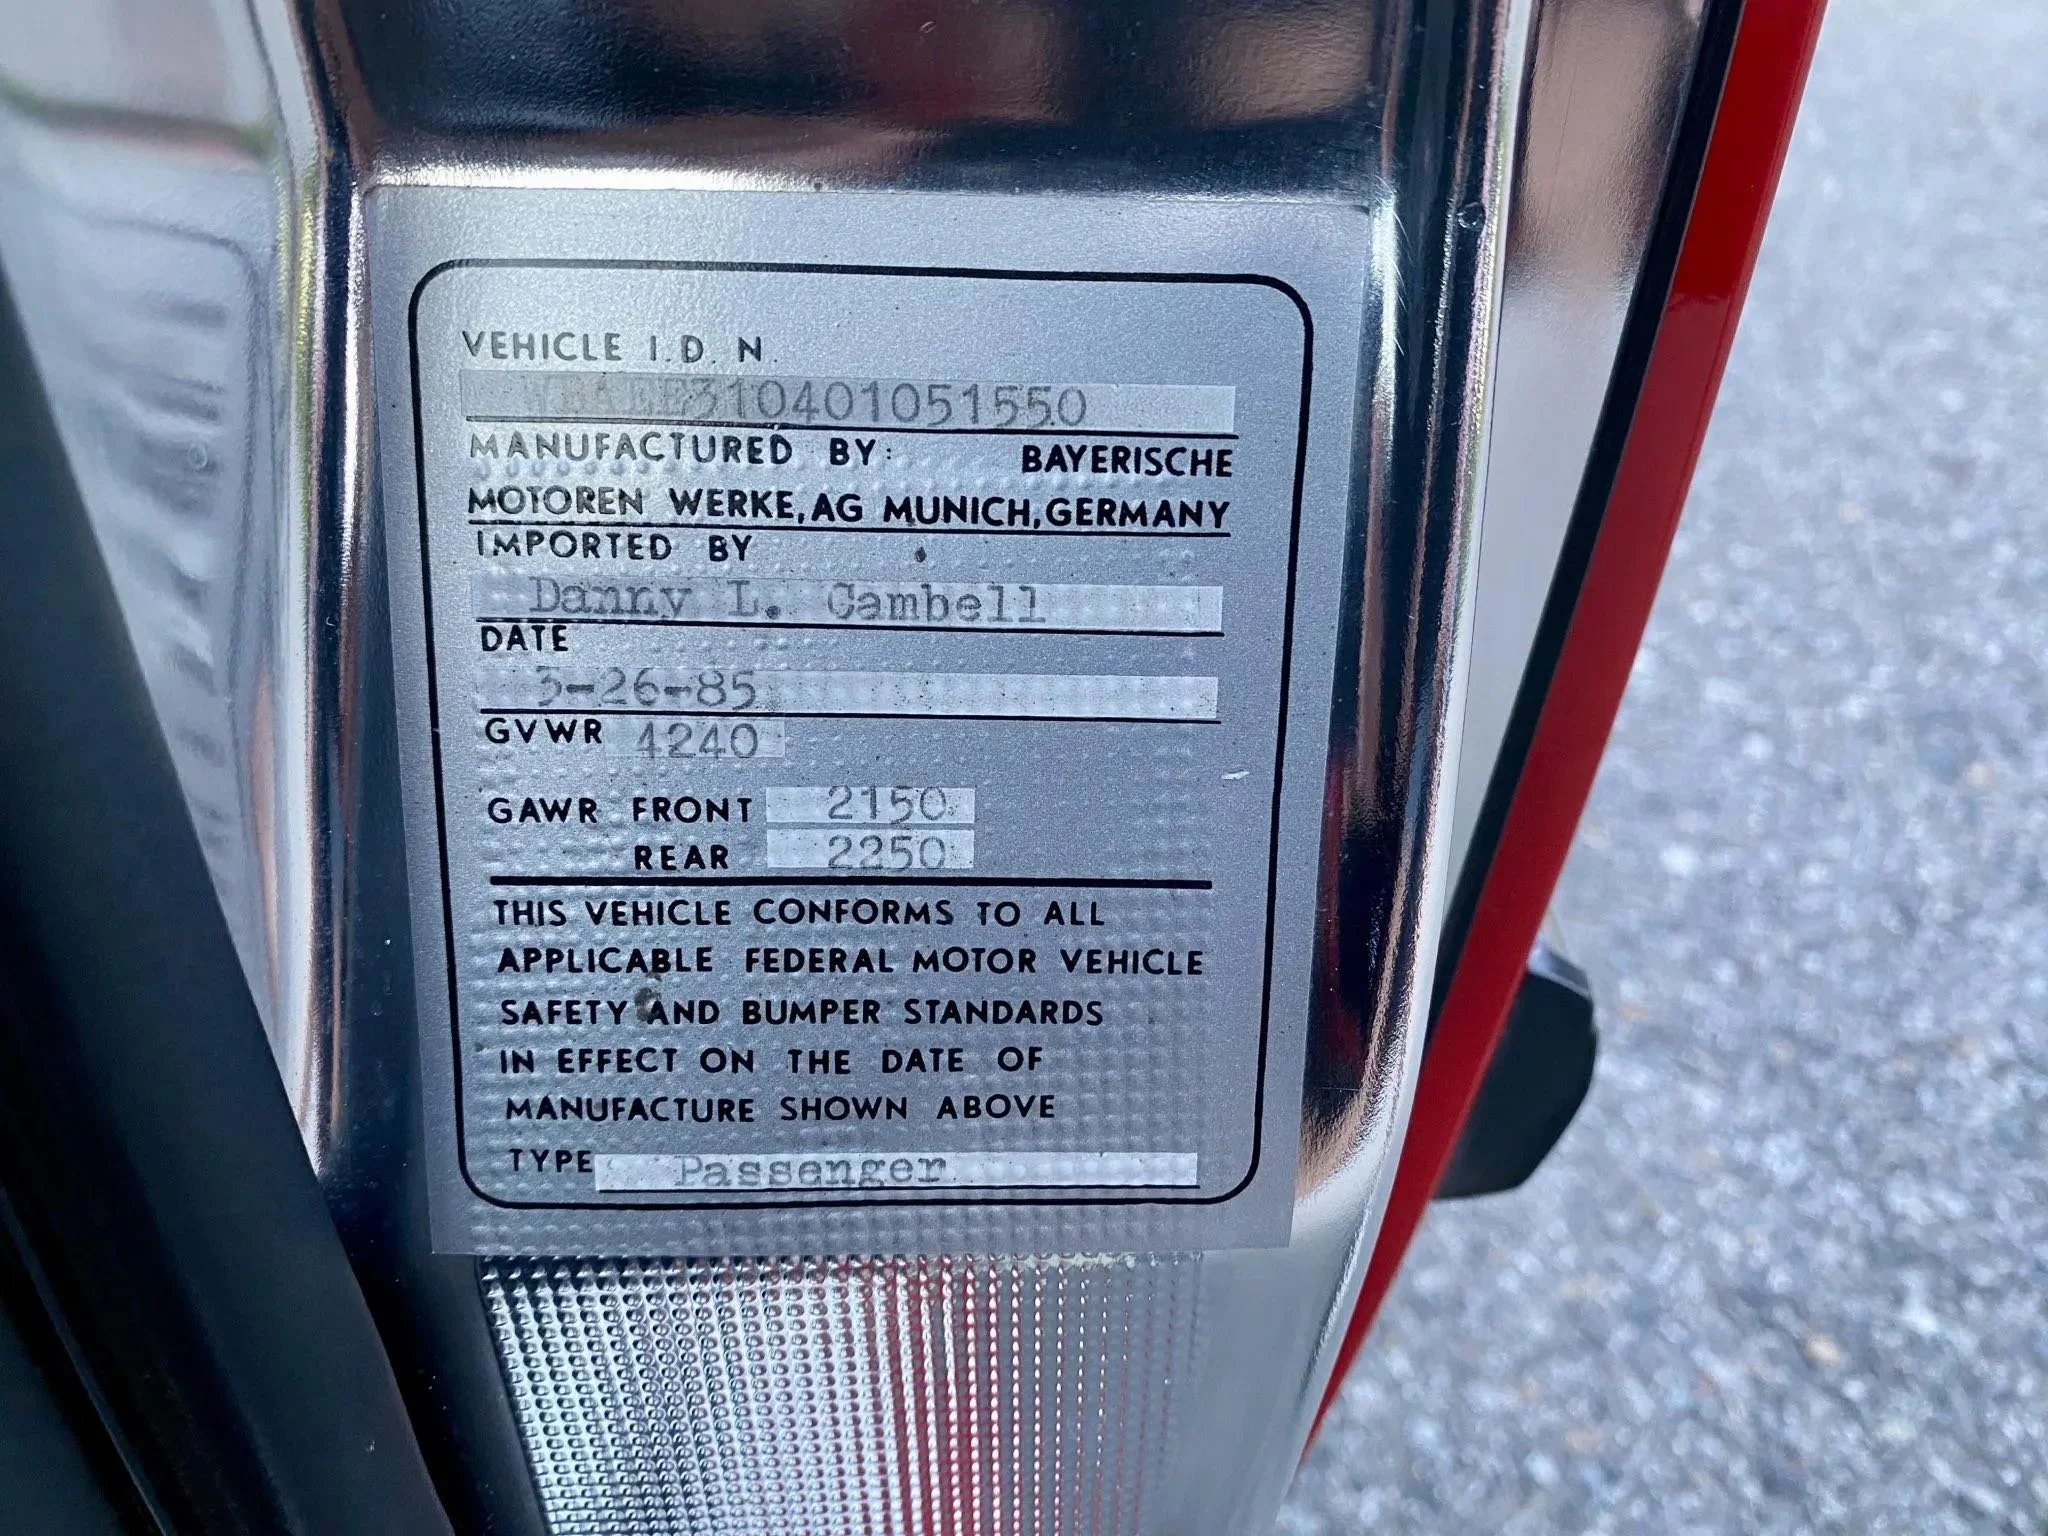 VEHICLE I.D. N.
310401051550
MANUFACTURED BY: BAYERISCHE
MOTOREN WERKE, AG MUNICH, GERMANY
IMPORTED BY
Danny L. Cambell
DATE
3-26-85
GVWR 4240
GAWR FRONT 2150
REAR 2250
THIS VEHICLE CONFORMS TO ALL
APPLICABLE FEDERAL MOTOR VEHICLE
SAFETY AND BUMPER STANDARDS
IN EFFECT ON THE DATE OF
MANUFACTURE SHOWN ABOVE
TYPE Passenger